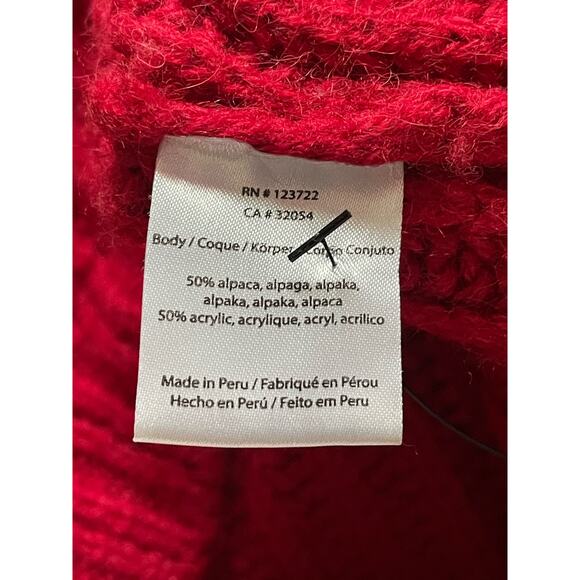 RN # 123722
CA # 32054
Body / Coque / Körper Conjuto
50% alpaca, alpaga, alpaka,
alpaka, alpaka, alpaca
50% acrylic, acrylique, acryl, acrilico
Made in Peru / Fabriqué en Pérou
Hecho en Perú / Feito em Peru